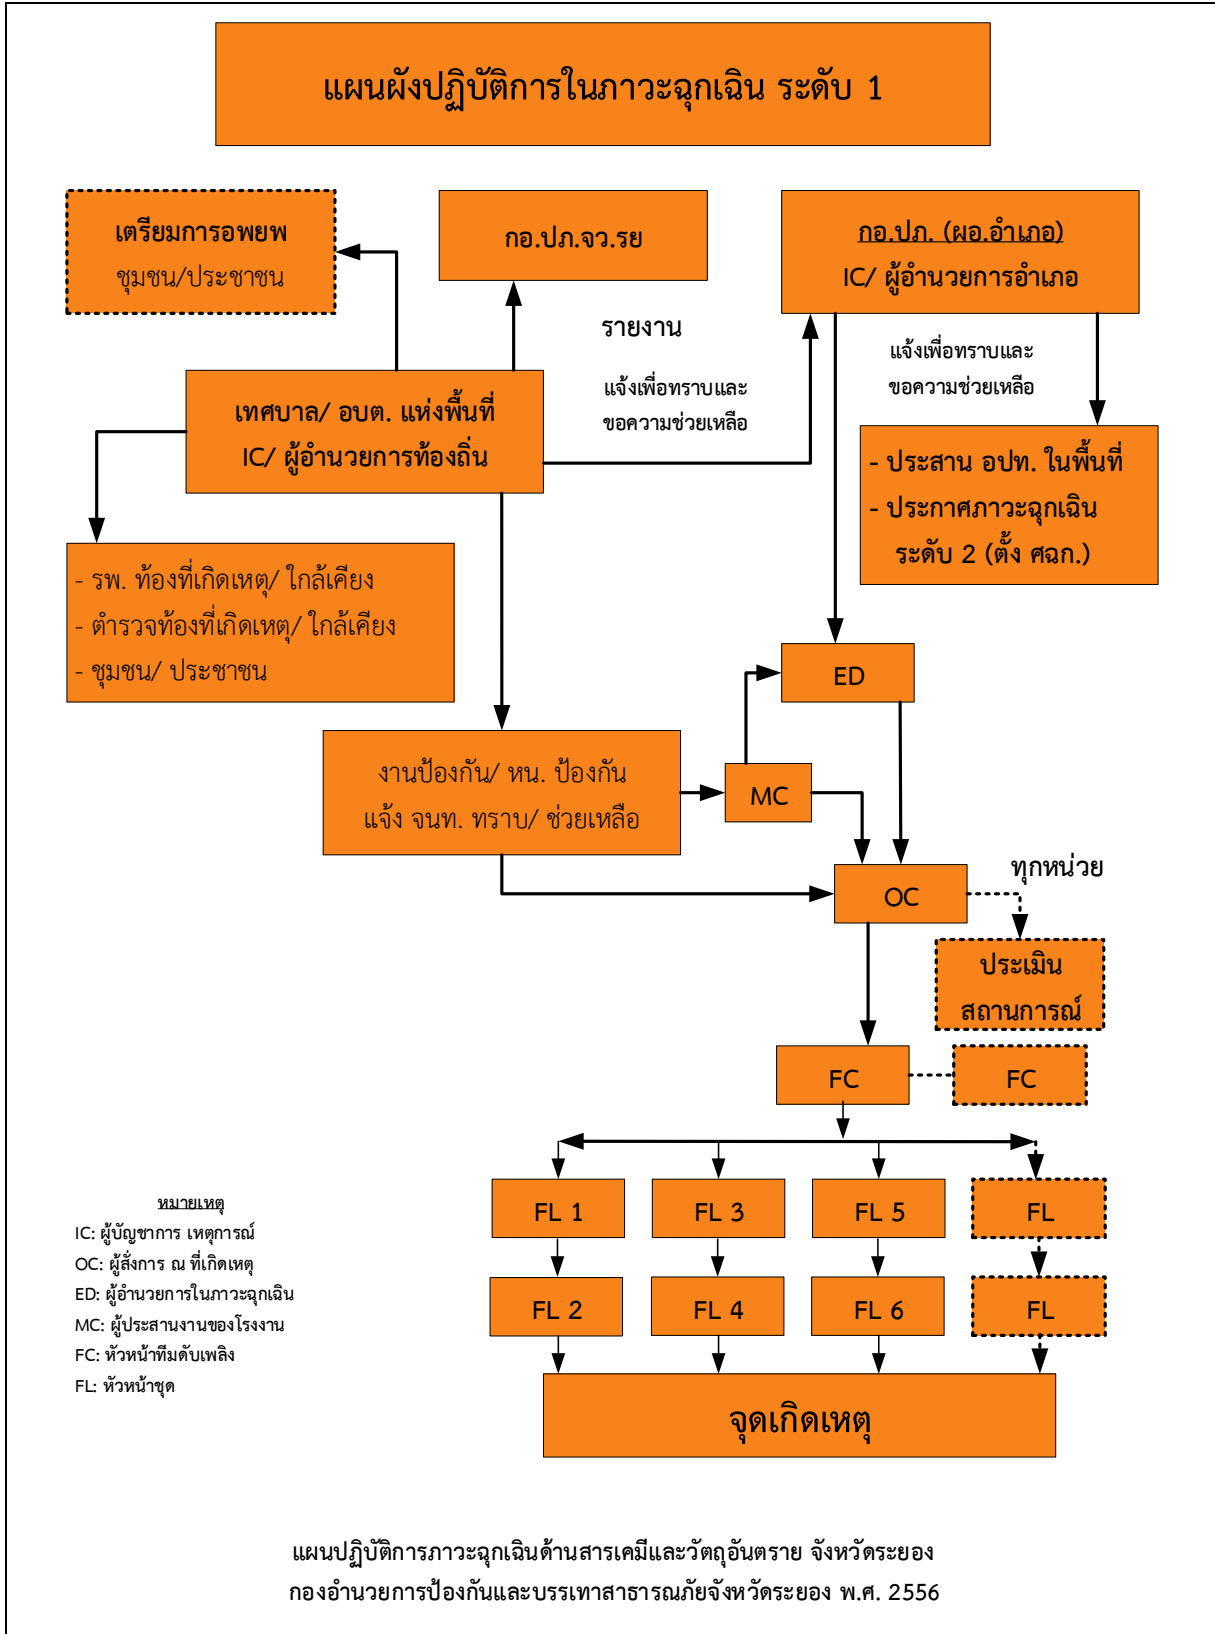 แผนผังปฏิบัติการในภาวะฉุกเฉิน ระดับ 1
เตรียมการอพยพ
ชุมชน/ประชาชน
กอ.ปภ.จว.รย
กอ.ปภ. (ผอ.อำเภอ)
IC/ ผู้อำนวยการอำเภอ
รายงาน
แจ้งเพื่อทราบและ
ขอความช่วยเหลือ
แจ้งเพื่อทราบและ
ขอความช่วยเหลือ
เทศบาล/ อบต. แห่งพื้นที่
IC/ ผู้อำนวยการท้องถิ่น
- ประสาน อปท. ในพื้นที่
- ประกาศภาวะฉุกเฉิน
ระดับ 2 (ตั้ง ศฉก.)
- รพ. ท้องที่เกิดเหตุ/ ใกล้เคียง
- ตำรวจท้องที่เกิดเหตุ/ ใกล้เคียง
- ชุมชน/ ประชาชน
ED
งานป้องกัน/ หน. ป้องกัน
แจ้ง จนท. ทราบ/ ช่วยเหลือ
MC
OC
ทุกหน่วย
ประเมิน
สถานการณ์
FC
FC
FL 1
FL 3
FL 5
FL
FL 2
FL 4
FL 6
FL
จุดเกิดเหตุ
หมายเหตุ
IC: ผู้บัญชาการ เหตุการณ์
OC: ผู้สั่งการ ณ ที่เกิดเหตุ
ED: ผู้อำนวยการในภาวะฉุกเฉิน
MC: ผู้ประสานงานของโรงงาน
FC: หัวหน้าทีมดับเพลิง
FL: หัวหน้าชุด
แผนปฏิบัติการภาวะฉุกเฉินด้านสารเคมีและวัตถุอันตราย จังหวัดระยอง
กองอำนวยการป้องกันและบรรเทาสาธารณภัยจังหวัดระยอง พ.ศ. 2556